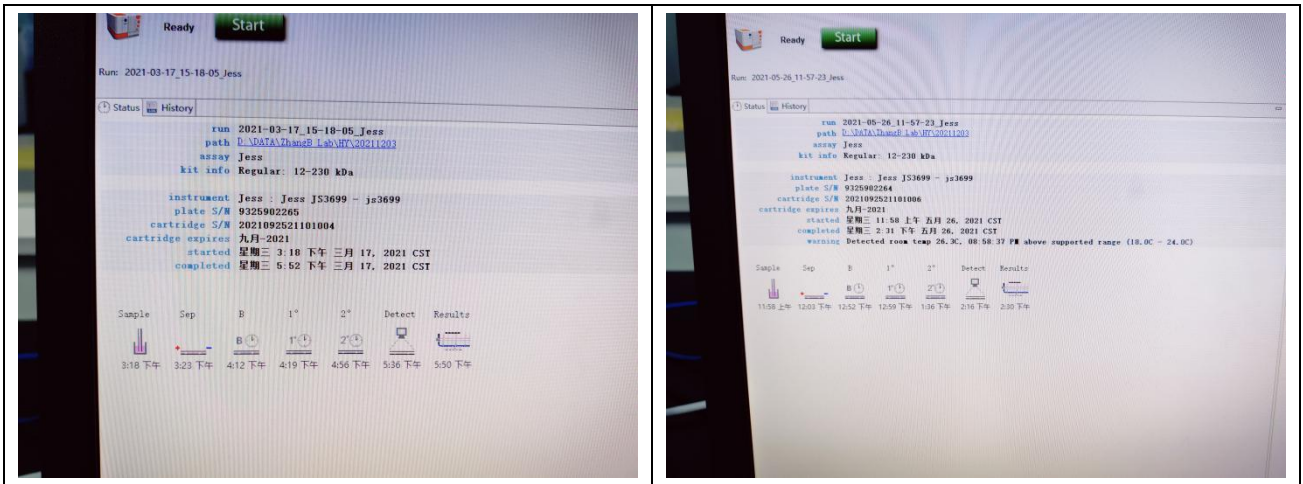 Ready Start
Run: 2021-03-17_15-18-05_Jess
Status History
run 2021-03-17_15-18-05_Jess
path D:\DATA\ZhangB Lab\HY\20211203
assay Jess
kit info Regular: 12-230 kDa
instrument Jess : Jess JS3699 - js3699
plate S/N 9325902265
cartridge S/N 2021092521101004
cartridge expires 九月-2021
started 星期三 3:18 下午 三月 17, 2021 CST
completed 星期三 5:52 下午 三月 17, 2021 CST
Sample Sep B 1° 2° Detect Results
B 1° 2°
3:18 下午 3:23 下午 4:12 下午 4:19 下午 4:56 下午 5:36 下午 5:50 下午
Ready Start
Run: 2021-05-26_11-57-23_Jess
Status History
run 2021-05-26_11-57-23_Jess
path D:\DATA\ZhangB Lab\HY\20211203
assay Jess
kit info Regular: 12-230 kDa
instrument Jess : Jess JS3699 - js3699
plate S/N 9325902264
cartridge S/N 2021092521101006
cartridge expires 九月-2021
started 星期三 11:58 上午 五月 26, 2021 CST
completed 星期三 2:31 下午 五月 26, 2021 CST
warning Detected room temp 26.3C, 08:58:37 PM above supported range (18.0C - 24.0C)
Sample Sep B 1° 2° Detect Results
B 1° 2°
11:58 上午 12:03 下午 12:52 下午 12:59 下午 1:36 下午 2:16 下午 2:30 下午